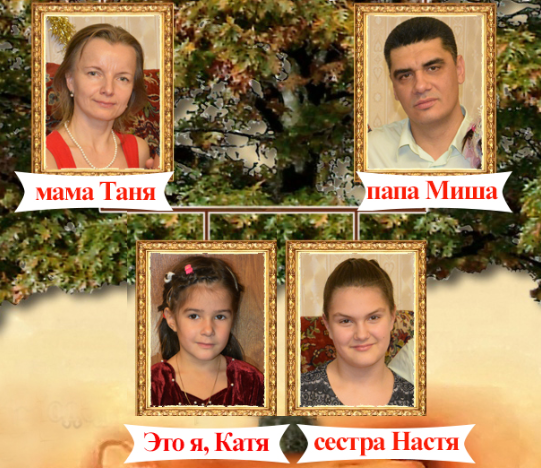 мама Таня
папа Миша
Это я, Катя
сестра Настя